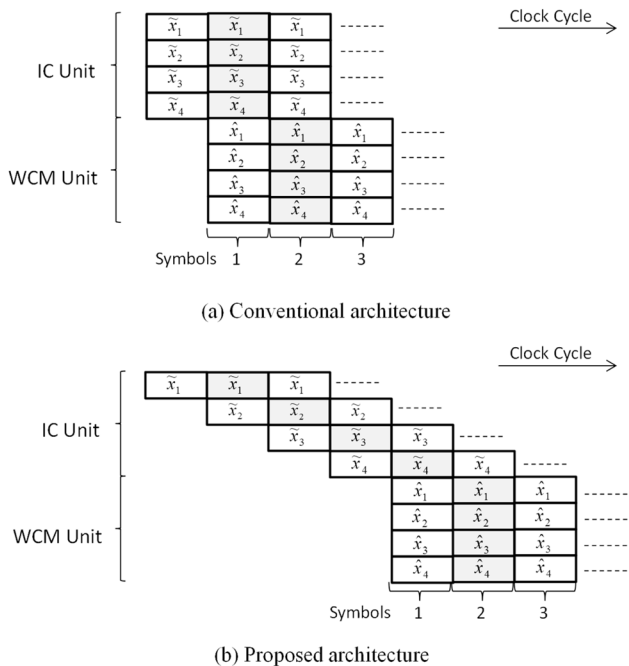 Clock Cycle
IC Unit
x̃₁ x̃₁ x̃₁ -----
x̃₂ x̃₂ x̃₂ -----
x̃₃ x̃₃ x̃₃ -----
x̃₄ x̃₄ x̃₄ -----
WCM Unit
x̂₁ x̂₁ x̂₁ -----
x̂₂ x̂₂ x̂₂ -----
x̂₃ x̂₃ x̂₃ -----
x̂₄ x̂₄ x̂₄ -----
Symbols 1 2 3
(a) Conventional architecture
Clock Cycle
IC Unit
x̃₁ x̃₁ x̃₁ -----
x̃₂ x̃₂ x̃₂ -----
x̃₃ x̃₃ x̃₃ -----
x̃₄ x̃₄ x̃₄ -----
WCM Unit
x̂₁ x̂₁ x̂₁ -----
x̂₂ x̂₂ x̂₂ -----
x̂₃ x̂₃ x̂₃ -----
x̂₄ x̂₄ x̂₄ -----
Symbols 1 2 3
(b) Proposed architecture